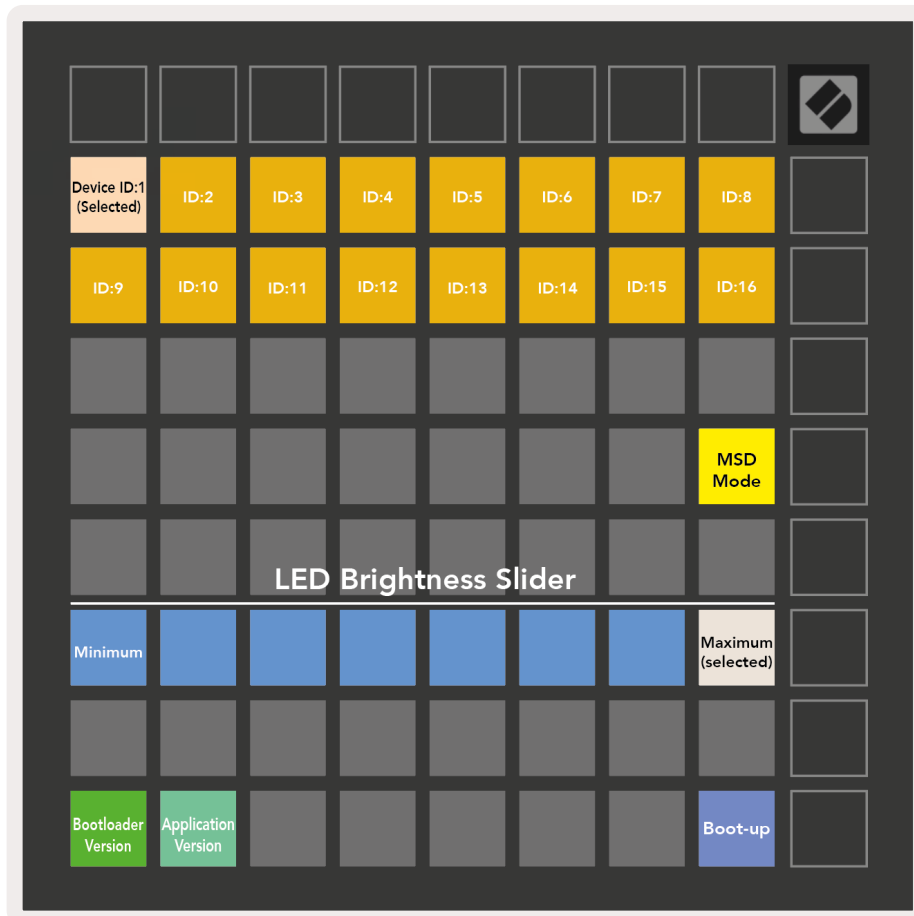 Device ID:1
(Selected)
ID:2
ID:3
ID:4
ID:5
ID:6
ID:7
ID:8
ID:9
ID:10
ID:11
ID:12
ID:13
ID:14
ID:15
ID:16
MSD
Mode
LED Brightness Slider
Minimum
Maximum
(selected)
Bootloader
Version
Application
Version
Boot-up